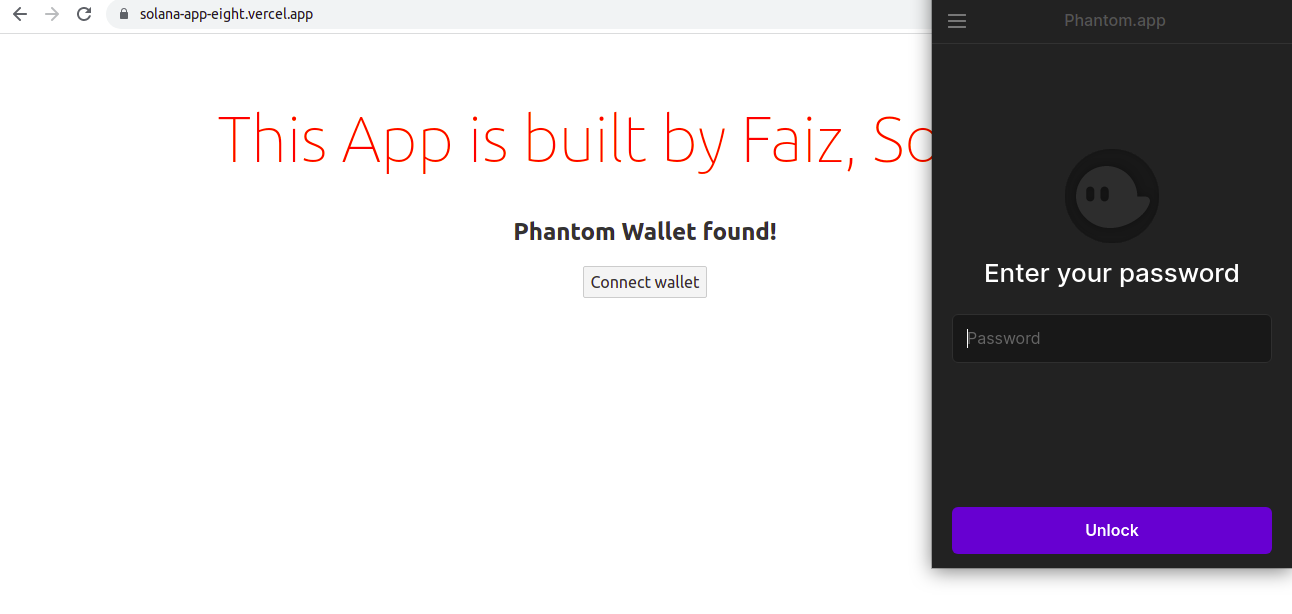 solana-app-eight.vercel.app
Phantom.app
This App is built by Faiz, So
Phantom Wallet found!
Connect wallet
Enter your password
Password
Unlock